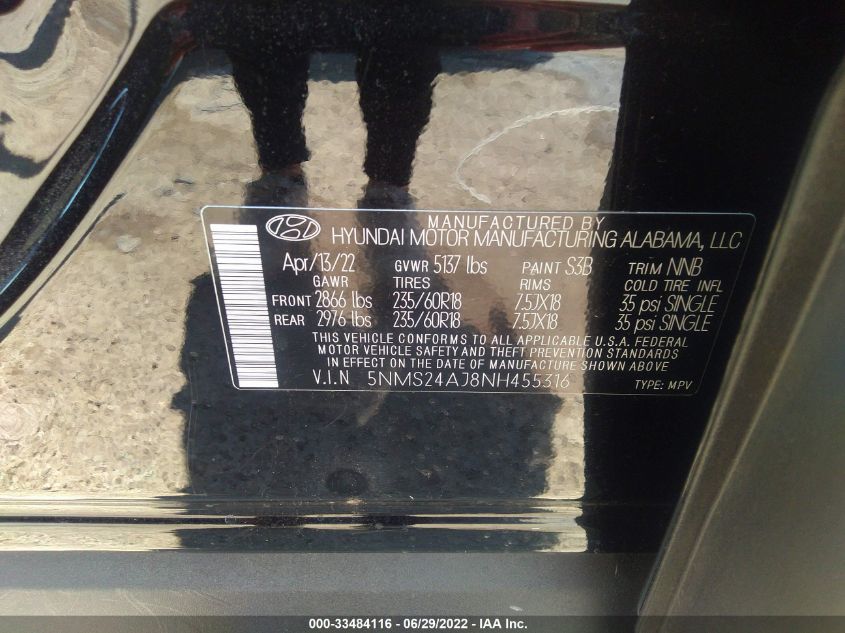 MANUFACTURED BY
HYUNDAI MOTOR MANUFACTURING ALABAMA, LLC
Apr/13/22 GVWR 5137 lbs PAINT S3B TRIM NNB
GAWR TIRES RIMS COLD TIRE INFL
FRONT 2866 lbs 235/60R18 7.5JX18 35 psi SINGLE
REAR 2976 lbs 235/60R18 7.5JX18 35 psi SINGLE
THIS VEHICLE CONFORMS TO ALL APPLICABLE U.S.A. FEDERAL
MOTOR VEHICLE SAFETY AND THEFT PREVENTION STANDARDS
IN EFFECT ON THE DATE OF MANUFACTURE SHOWN ABOVE
V.I.N 5NMS24AJ8NH455316 TYPE: MPV
000-33484116 - 06/29/2022 - IAA Inc.